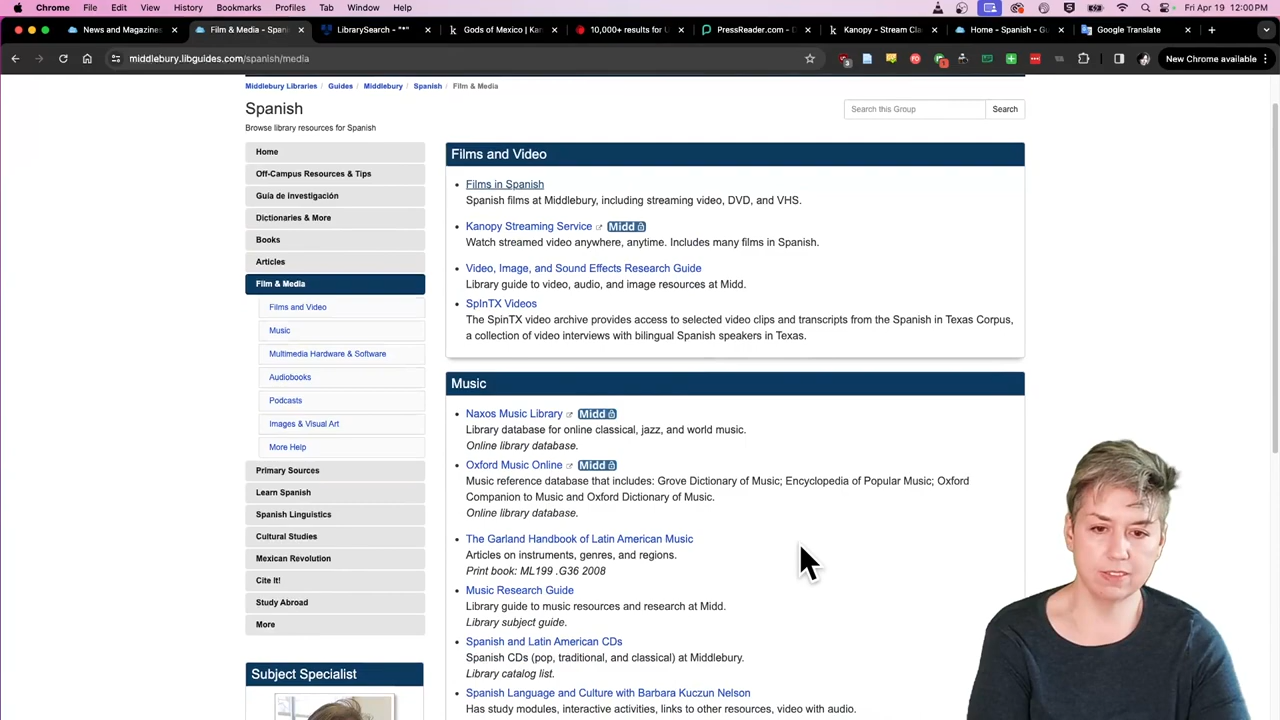 Chrome File Edit View History Bookmarks Profiles Tab Window Help
Fri Apr 19 12:00 PM
News and Magazines
Film & Media - Spani
LibrarySearch - "*"
Gods of Mexico | Kan
10,000+ results for U
PressReader.com - D
Kanopy - Stream Cla
Home - Spanish - Gu
Google Translate
middlebury.libguides.com/spanish/media
New Chrome available
Middlebury Libraries / Guides / Middlebury / Spanish / Film & Media
Spanish
Search this Group
Search
Browse library resources for Spanish
Home
Off-Campus Resources & Tips
Guía de investigación
Dictionaries & More
Books
Articles
Film & Media
Films and Video
Music
Multimedia Hardware & Software
Audiobooks
Podcasts
Images & Visual Art
More Help
Primary Sources
Learn Spanish
Spanish Linguistics
Cultural Studies
Mexican Revolution
Cite It!
Study Abroad
More
Subject Specialist
Films and Video
Films in Spanish
Spanish films at Middlebury, including streaming video, DVD, and VHS.
Kanopy Streaming Service Midd
Watch streamed video anywhere, anytime. Includes many films in Spanish.
Video, Image, and Sound Effects Research Guide
Library guide to video, audio, and image resources at Midd.
SpInTX Videos
The SpinTX video archive provides access to selected video clips and transcripts from the Spanish in Texas Corpus,
a collection of video interviews with bilingual Spanish speakers in Texas.
Music
Naxos Music Library Midd
Library database for online classical, jazz, and world music.
Online library database.
Oxford Music Online Midd
Music reference database that includes: Grove Dictionary of Music; Encyclopedia of Popular Music; Oxford
Companion to Music and Oxford Dictionary of Music.
Online library database.
The Garland Handbook of Latin American Music
Articles on instruments, genres, and regions.
Print book: ML199 .G36 2008
Music Research Guide
Library guide to music resources and research at Midd.
Library subject guide.
Spanish and Latin American CDs
Spanish CDs (pop, traditional, and classical) at Middlebury.
Library catalog list.
Spanish Language and Culture with Barbara Kuczun Nelson
Has study modules, interactive activities, links to other resources, video with audio.